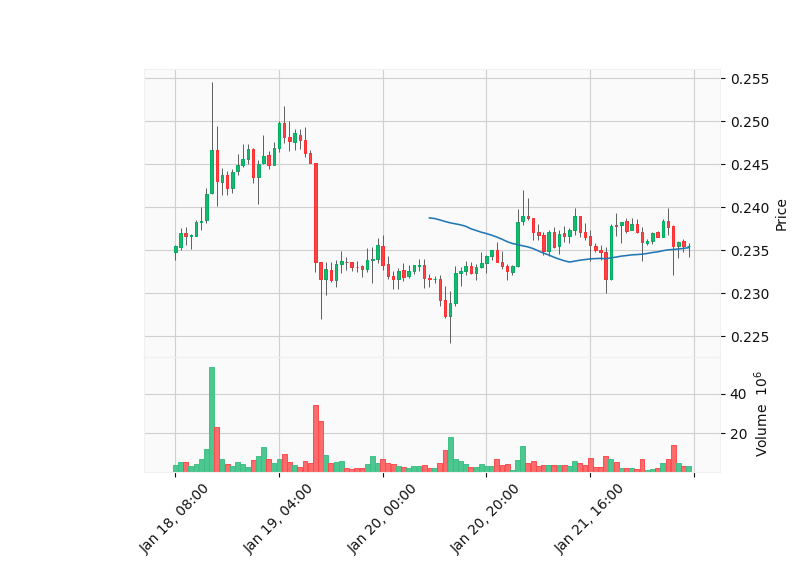 0.255
0.250
0.245
0.240
0.235
0.230
0.225
Price
40
20
Volume 10⁶
Jan 18, 08:00
Jan 19, 04:00
Jan 20, 00:00
Jan 20, 20:00
Jan 21, 16:00